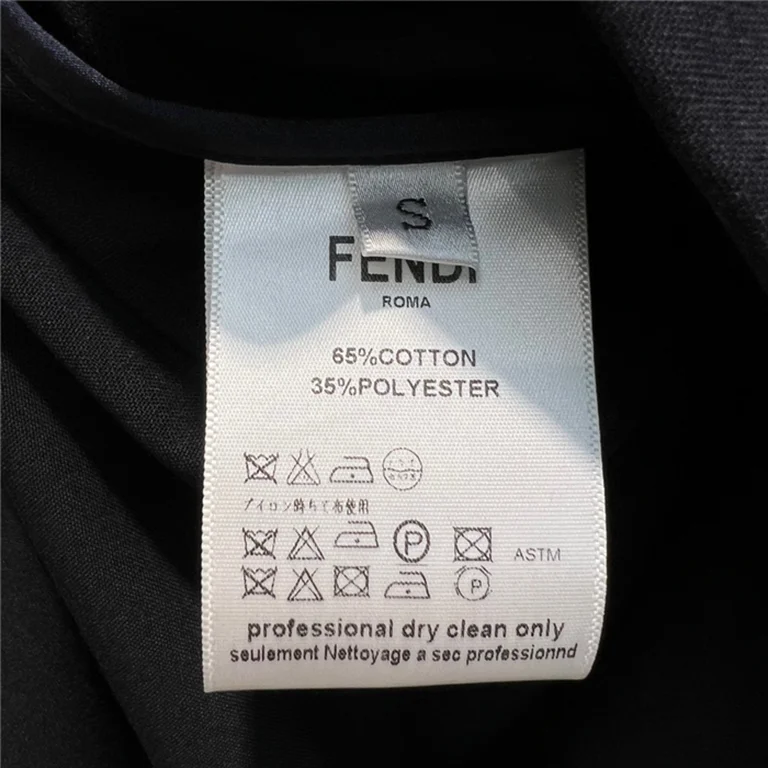 S
FENDI
ROMA
65%COTTON
35%POLYESTER
P
ASTM
P
professional dry clean only
seulement Nettoyage a sec professionnd